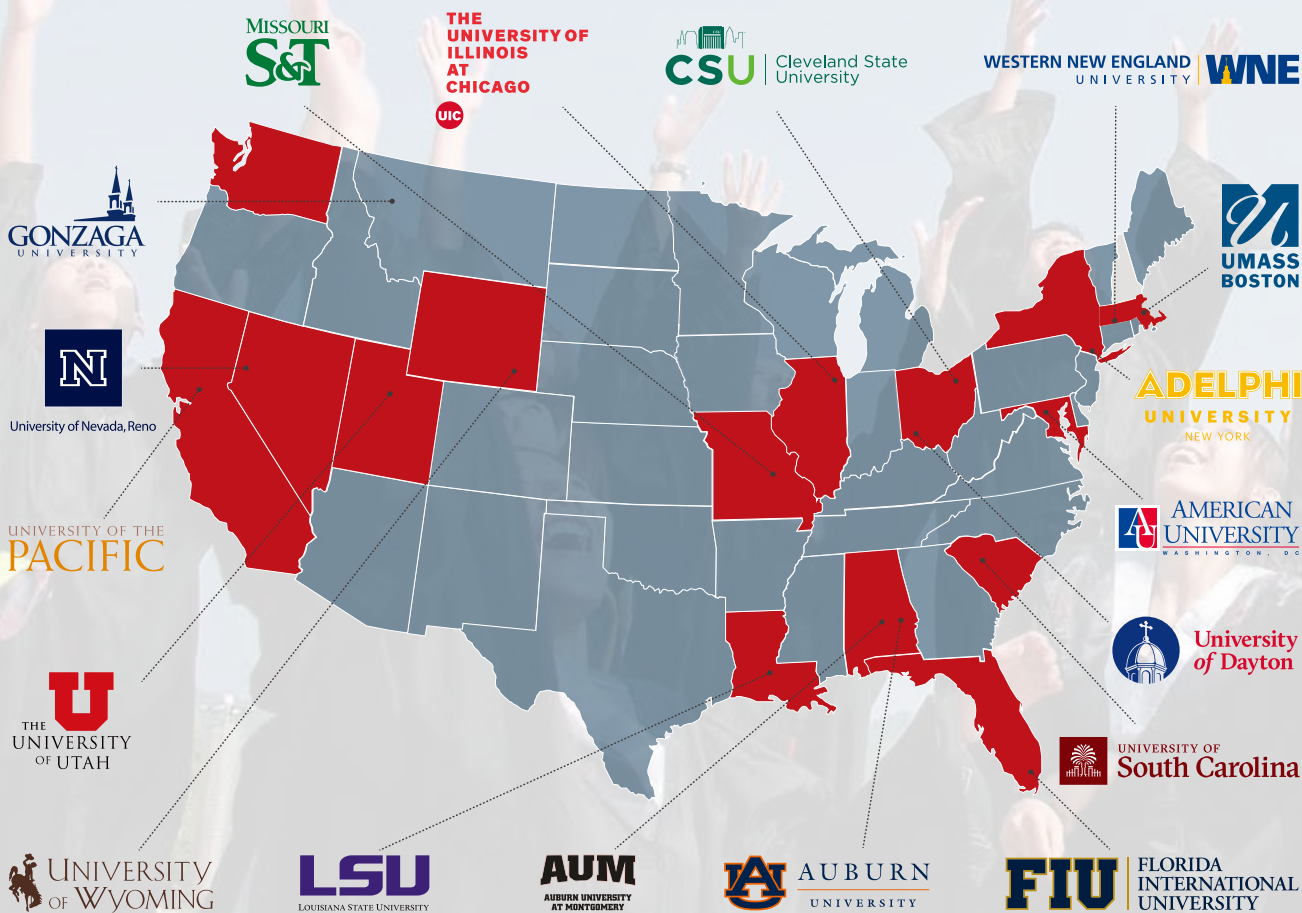 MISSOURI
S&T
THE
UNIVERSITY OF
ILLINOIS
AT
CHICAGO
UIC
CSU
Cleveland State
University
WESTERN NEW ENGLAND
UNIVERSITY
WNE
GONZAGA
UNIVERSITY
UMASS
BOSTON
N
University of Nevada, Reno
ADELPHI
UNIVERSITY
NEW YORK
UNIVERSITY OF THE
PACIFIC
AU
AMERICAN
UNIVERSITY
WASHINGTON, DC
University
of Dayton
U
THE
UNIVERSITY
OF UTAH
UNIVERSITY OF
South Carolina
UNIVERSITY
OF WYOMING
LSU
LOUISIANA STATE UNIVERSITY
AUM
AUBURN UNIVERSITY
AT MONTGOMERY
AU
AUBURN
UNIVERSITY
FIU
FLORIDA
INTERNATIONAL
UNIVERSITY